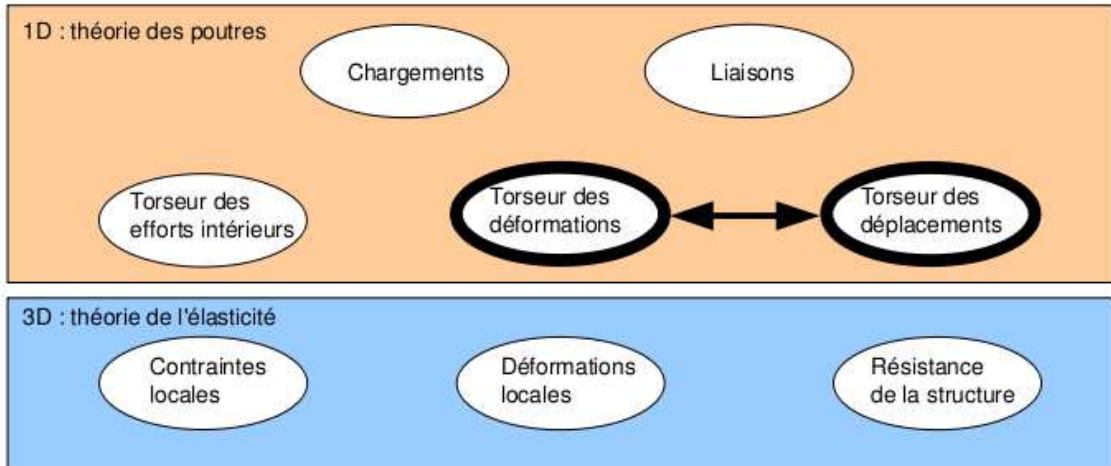 1D : théorie des poutres
Chargements
Liaisons
Torseur des
efforts intérieurs
Torseur des
déformations
Torseur des
déplacements
3D : théorie de l'élasticité
Contraintes
locales
Déformations
locales
Résistance
de la structure